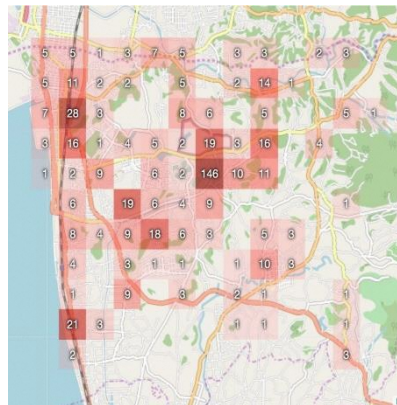 5 5 1 3 7 5 3 3 2 3
5 11 2 2 5 2 14 1
7 28 3 8 6 5 5 1
3 16 1 4 5 2 19 3 16 4
1 2 9 6 2 146 10 11
6 19 6 4 9 1
8 4 9 18 6 3 5 3
4 3 1 1 1 10 3
1 9 3 2 1 1
21 3 1 1 1
2 3